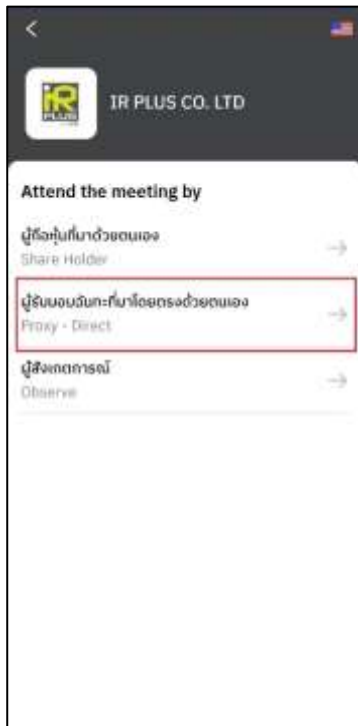 iR
PLUS
IR PLUS CO. LTD
Attend the meeting by
ผู้ถือหุ้นที่มาด้วยตนเอง
Share Holder
ผู้รับมอบฉันทะที่มาโดยตรงด้วยตนเอง
Proxy - Direct
ผู้สังเกตการณ์
Observe